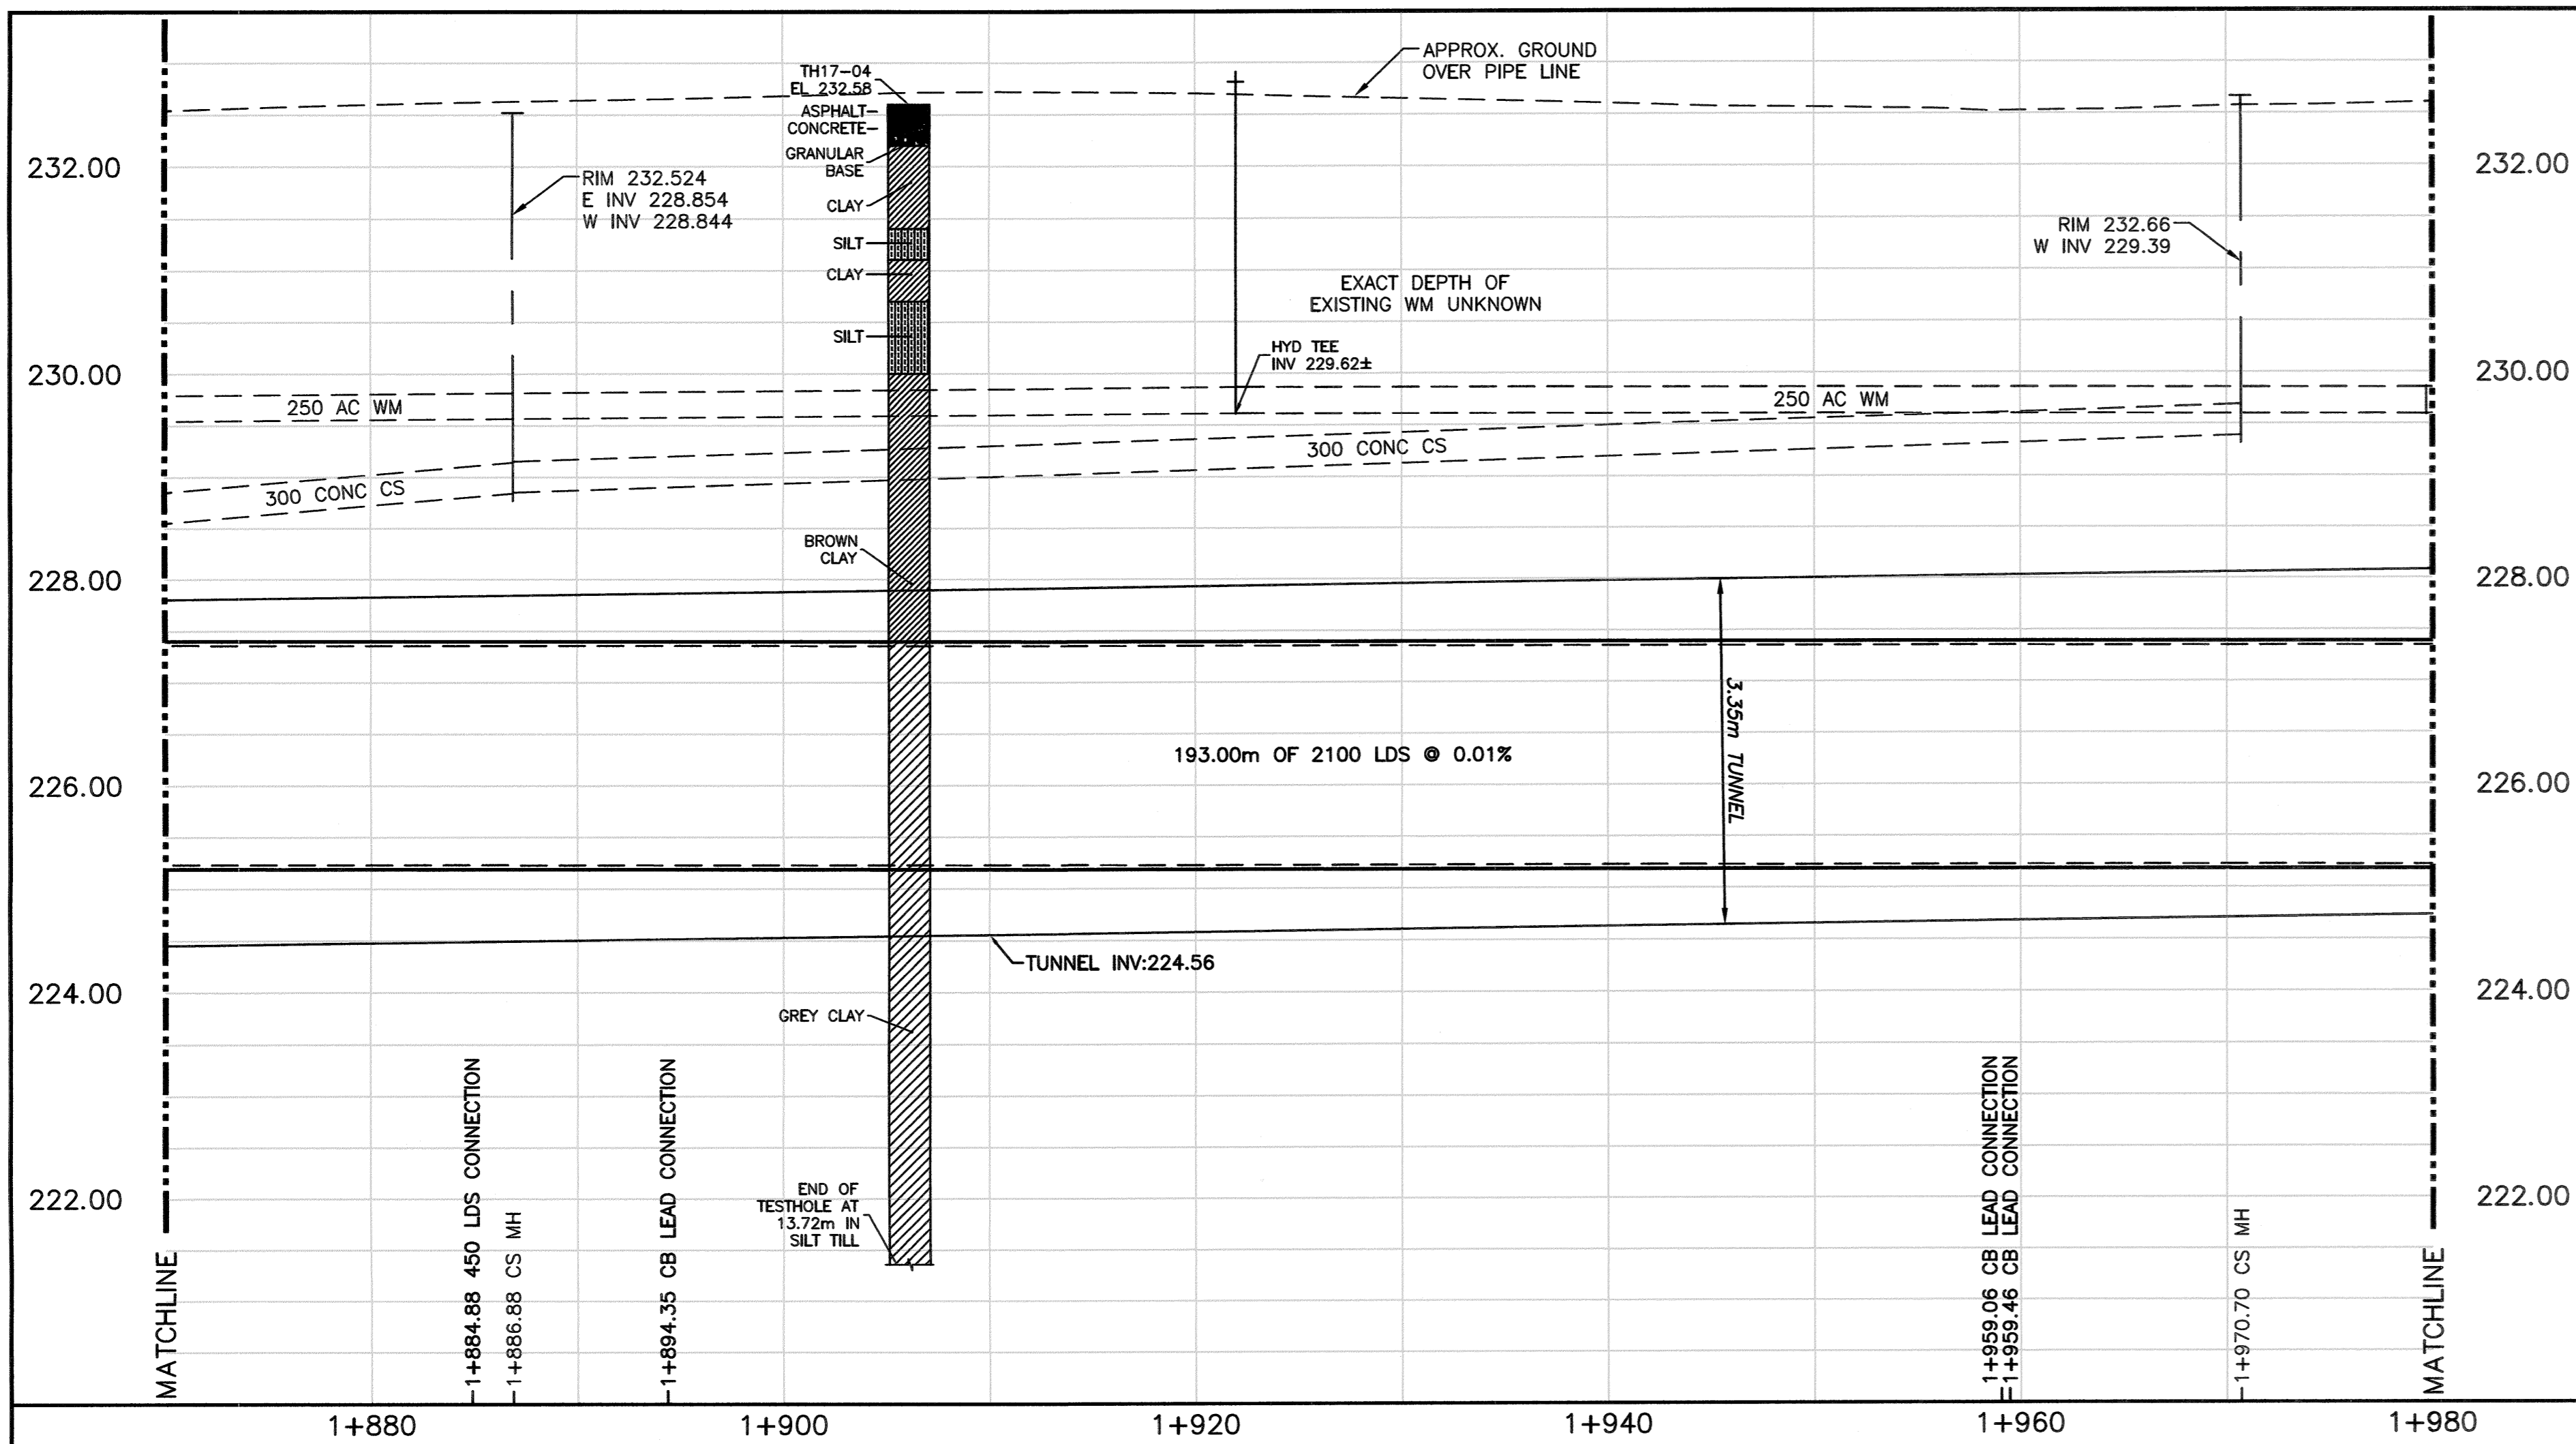 APPROX. GROUND
OVER PIPE LINE
TH17-04
EL 232.58
ASPHALT
CONCRETE
GRANULAR
BASE
CLAY
SILT
CLAY
SILT
232.00
232.00
RIM 232.524
E INV 228.854
W INV 228.844
RIM 232.66
W INV 229.39
EXACT DEPTH OF
EXISTING WM UNKNOWN
HYD TEE
INV 229.62±
230.00
230.00
250 AC WM
250 AC WM
300 CONC CS
300 CONC CS
BROWN
CLAY
228.00
228.00
3.35m TUNNEL
193.00m OF 2100 LDS @ 0.01%
226.00
226.00
TUNNEL INV:224.56
224.00
224.00
GREY CLAY
222.00
222.00
END OF
TESTHOLE AT
13.72m IN
SILT TILL
MATCHLINE
1+884.88 450 LDS CONNECTION
1+886.88 CS MH
1+894.35 CB LEAD CONNECTION
1+959.06 CB LEAD CONNECTION
1+959.46 CB LEAD CONNECTION
1+970.70 CS MH
MATCHLINE
1+880
1+900
1+920
1+940
1+960
1+980